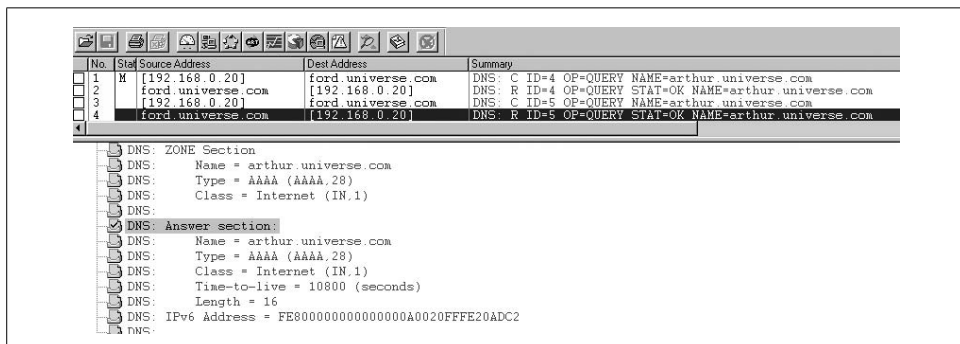 No. Stat Source Address Dest Address Summary
1 M [192.168.0.20] ford.universe.com DNS: C ID=4 OP=QUERY NAME=arthur.universe.com
2 ford.universe.com [192.168.0.20] DNS: R ID=4 OP=QUERY STAT=OK NAME=arthur.universe.com
3 [192.168.0.20] ford.universe.com DNS: C ID=5 OP=QUERY NAME=arthur.universe.com
4 ford.universe.com [192.168.0.20] DNS: R ID=5 OP=QUERY STAT=OK NAME=arthur.universe.com
DNS: ZONE Section
DNS: Name = arthur.universe.com
DNS: Type = AAAA (AAAA,28)
DNS: Class = Internet (IN,1)
DNS:
DNS: Answer section:
DNS: Name = arthur.universe.com
DNS: Type = AAAA (AAAA,28)
DNS: Class = Internet (IN,1)
DNS: Time-to-live = 10800 (seconds)
DNS: Length = 16
DNS: IPv6 Address = FE800000000000000A0020FFFE20ADC2
DNS: